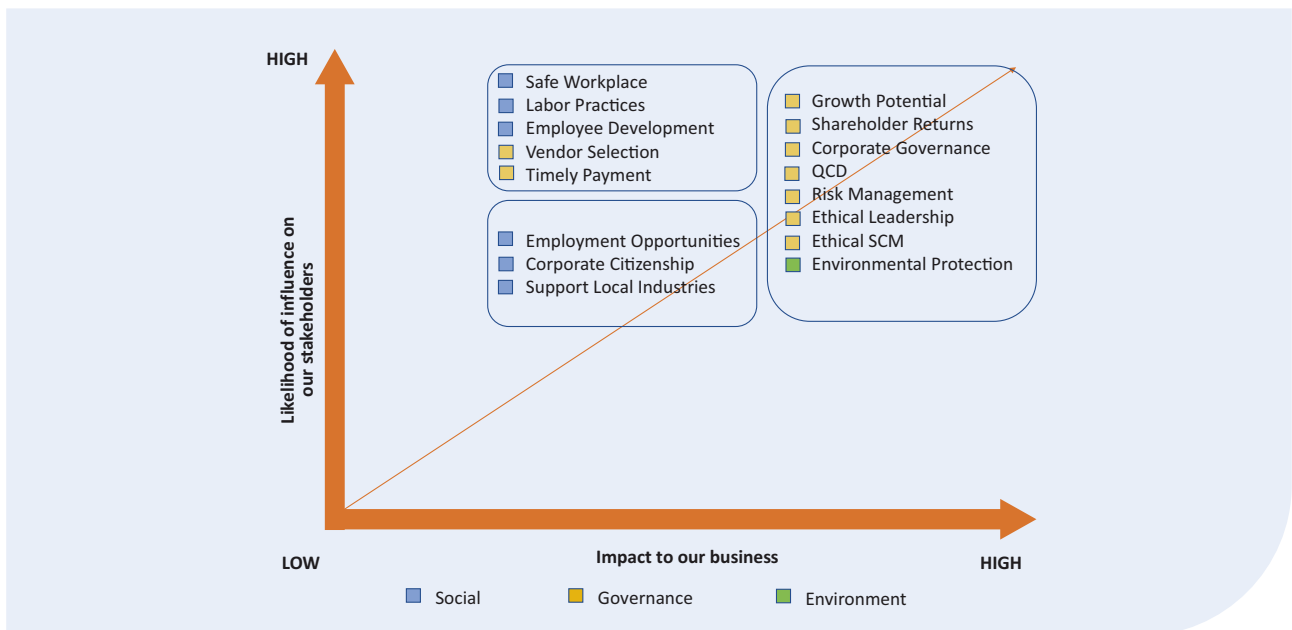 HIGH
Safe Workplace
Labor Practices
Employee Development
Vendor Selection
Timely Payment
Growth Potential
Shareholder Returns
Corporate Governance
QCD
Risk Management
Ethical Leadership
Ethical SCM
Environmental Protection
Employment Opportunities
Corporate Citizenship
Support Local Industries
Likelihood of influence on
our stakeholders
LOW
Impact to our business
HIGH
Social
Governance
Environment